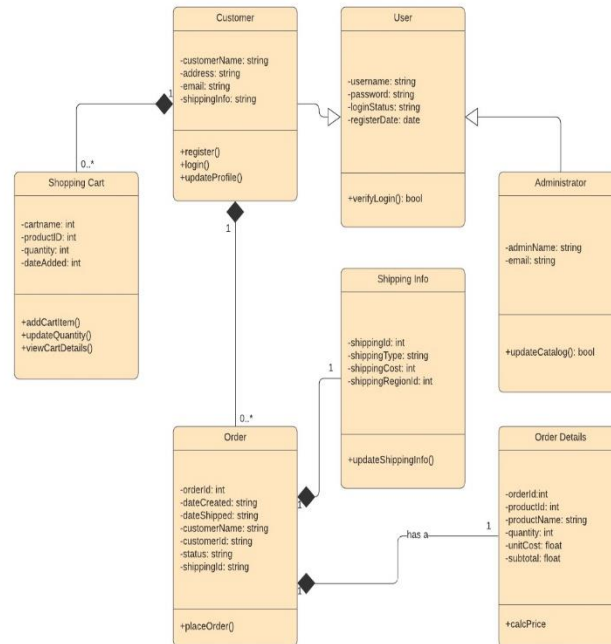 Customer
-customerName: string
-address: string
-email: string
-shippingInfo: string
+register()
+login()
+updateProfile()
User
-username: string
-password: string
-loginStatus: string
-registerDate: date
+verifyLogin(): bool
1
0..*
Shopping Cart
-cartname: int
-productID: int
-quantity: int
-dateAdded: int
+addCartItem()
+updateQuantity()
+viewCartDetails()
Administrator
-adminName: string
-email: string
+updateCatalog(): bool
1
0..*
Shipping Info
-shippingId: int
-shippingType: string
-shippingCost: int
-shippingRegionId: int
+updateShippingInfo()
1
1
Order
-orderId: int
-dateCreated: string
-dateShipped: string
-customerName: string
-customerId: string
-status: string
-shippingId: string
+placeOrder()
1
has a
1
Order Details
-orderId:int
-productId: int
-productName: string
-quantity: int
-unitCost: float
-subtotal: float
+calcPrice